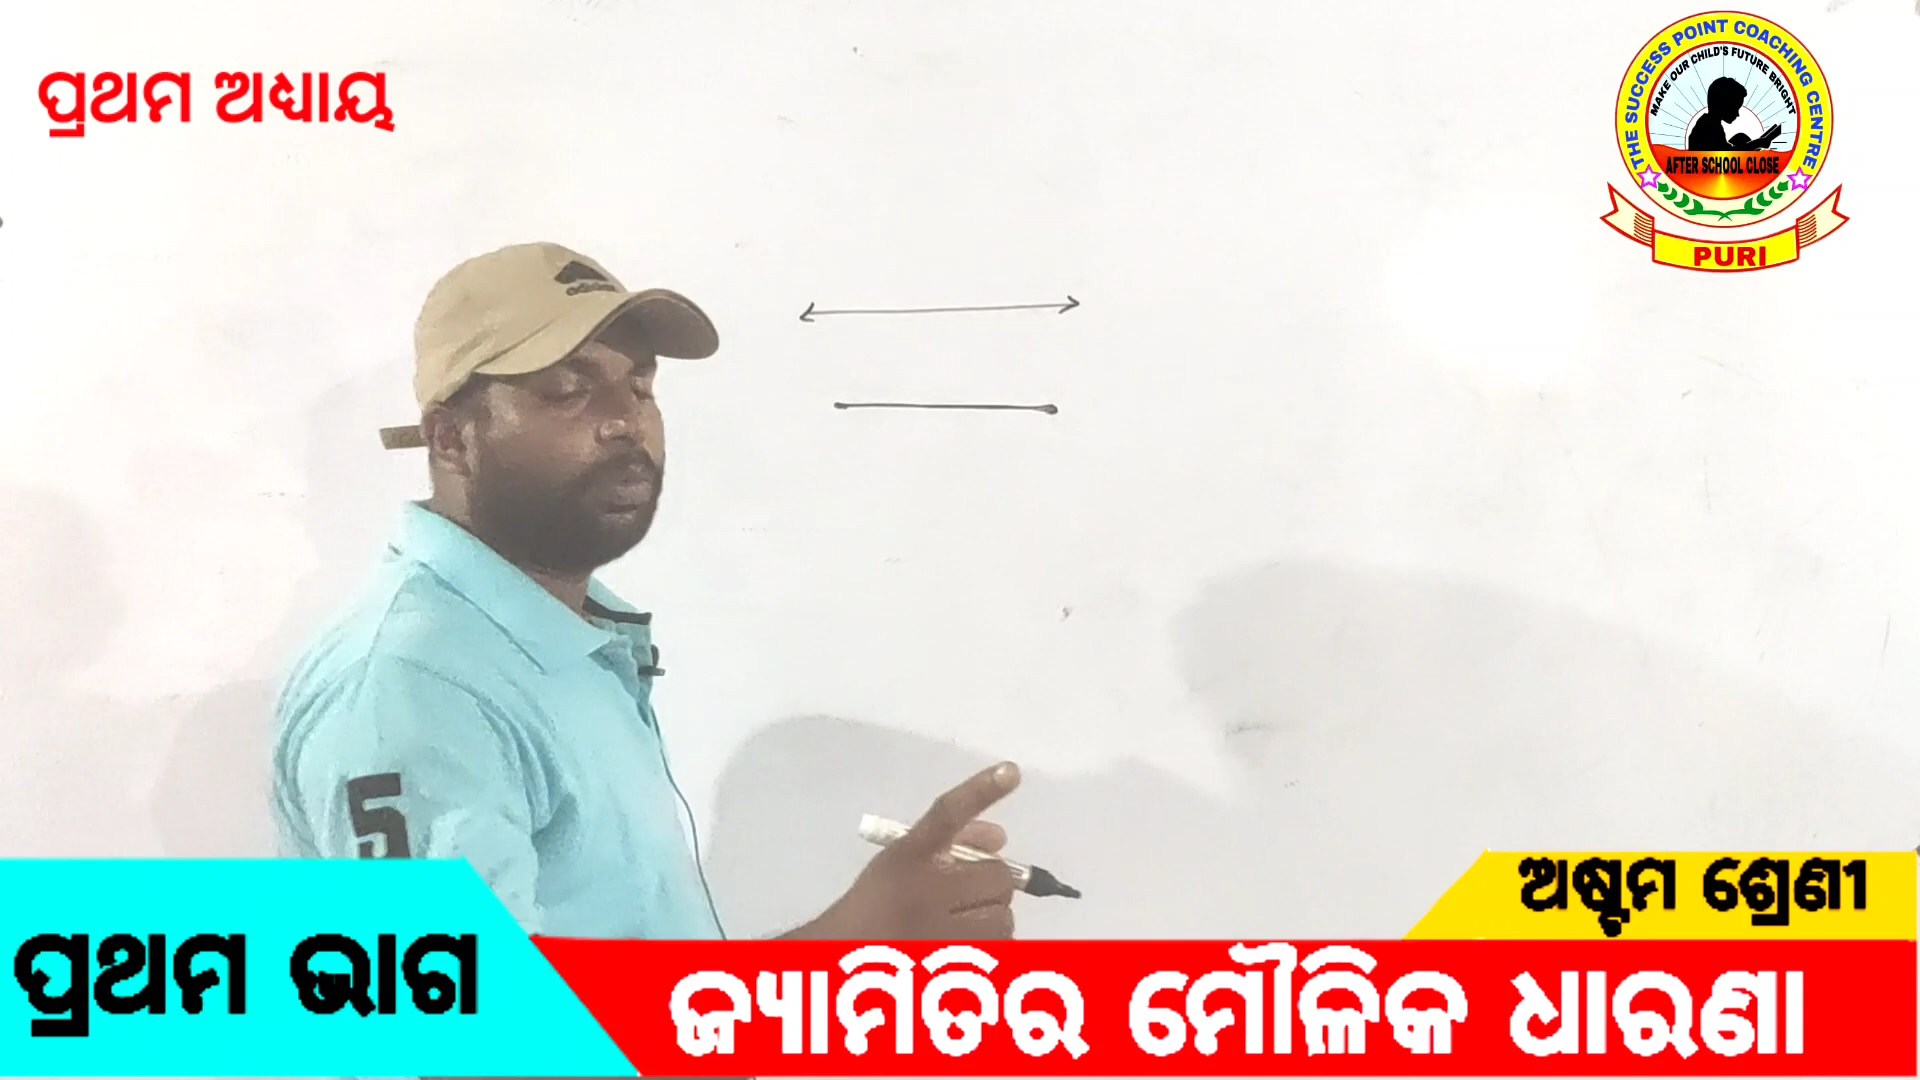 ପ୍ରଥମ ଅଧ୍ୟାୟ
THE SUCCESS POINT COACHING CENTRE
MAKE OUR CHILD'S FUTURE BRIGHT
AFTER SCHOOL CLOSE
PURI
adidas
5
ଅଷ୍ଟମ ଶ୍ରେଣୀ
ପ୍ରଥମ ଭାଗ
ଜ୍ୟାମିତିର ମୌଳିକ ଧାରଣା